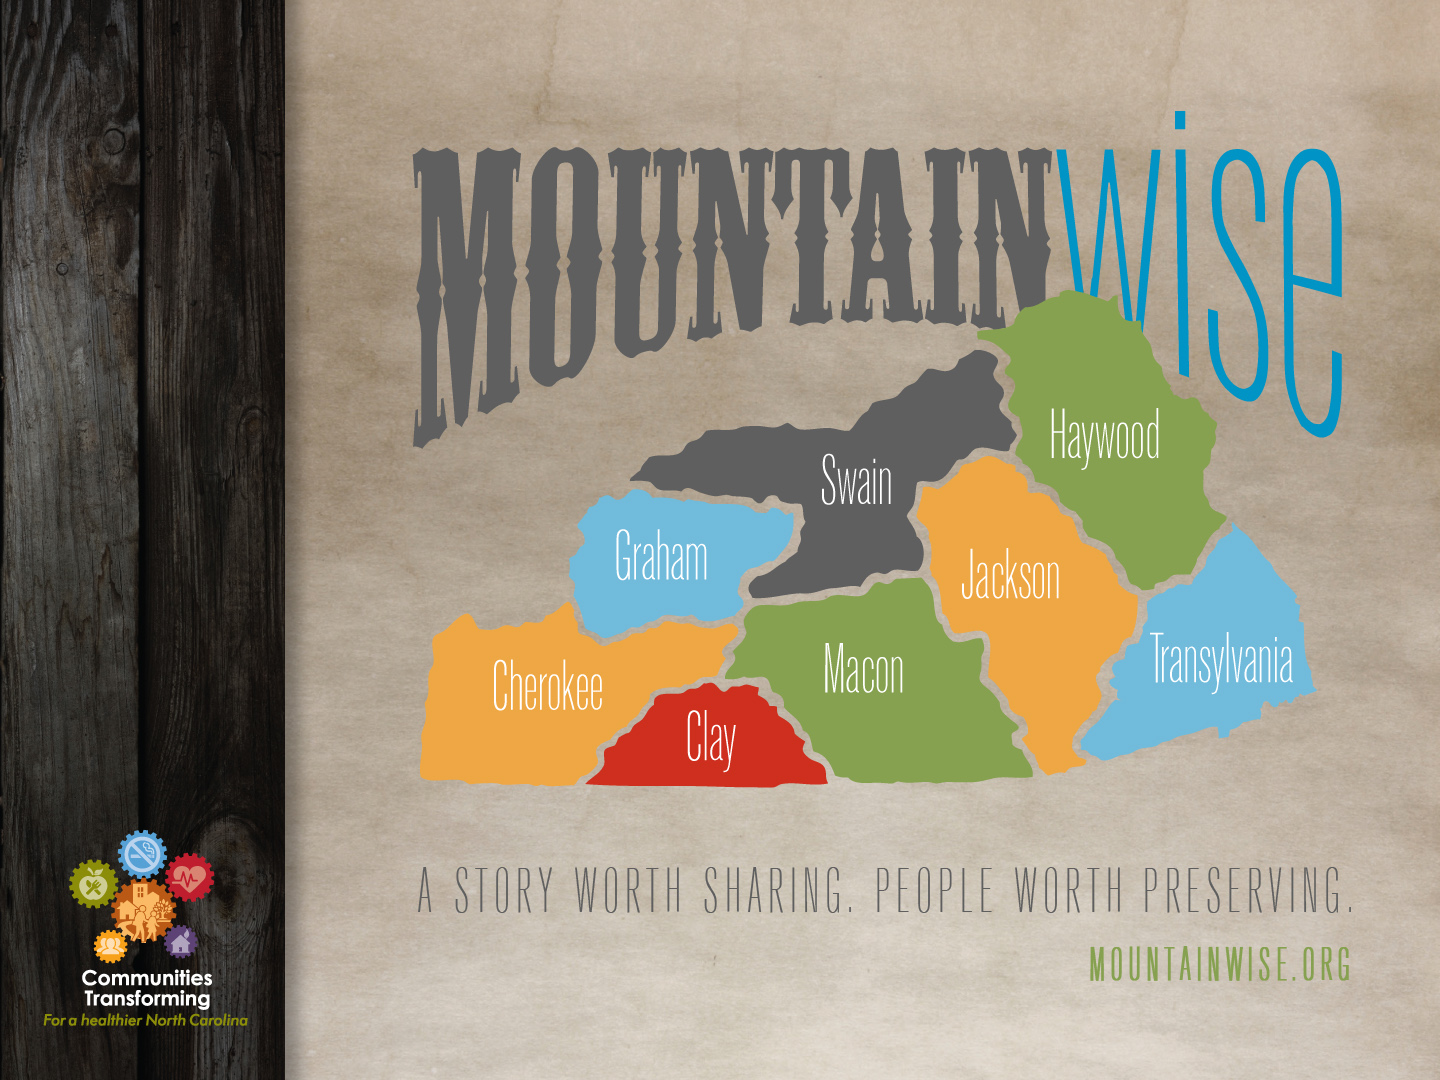 MOUNTAINwise
Haywood
Swain
Graham
Jackson
Cherokee
Macon
Transylvania
Clay
A STORY WORTH SHARING. PEOPLE WORTH PRESERVING.
MOUNTAINWISE.ORG
Communities
Transforming
For a healthier North Carolina